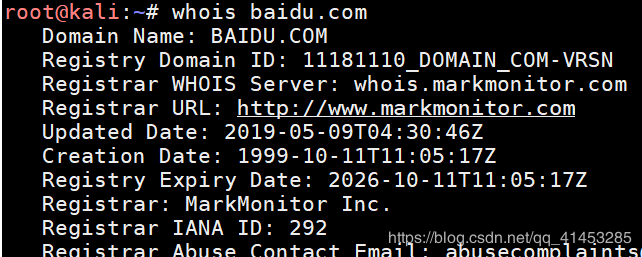 root@kali:~# whois baidu.com
Domain Name: BAIDU.COM
Registry Domain ID: 11181110_DOMAIN_COM-VRSN
Registrar WHOIS Server: whois.markmonitor.com
Registrar URL: http://www.markmonitor.com
Updated Date: 2019-05-09T04:30:46Z
Creation Date: 1999-10-11T11:05:17Z
Registry Expiry Date: 2026-10-11T11:05:17Z
Registrar: MarkMonitor Inc.
Registrar IANA ID: 292
https://blog.csdn.net/qq_41453285
Registrar Abuse Contact Email: abusecomplaints